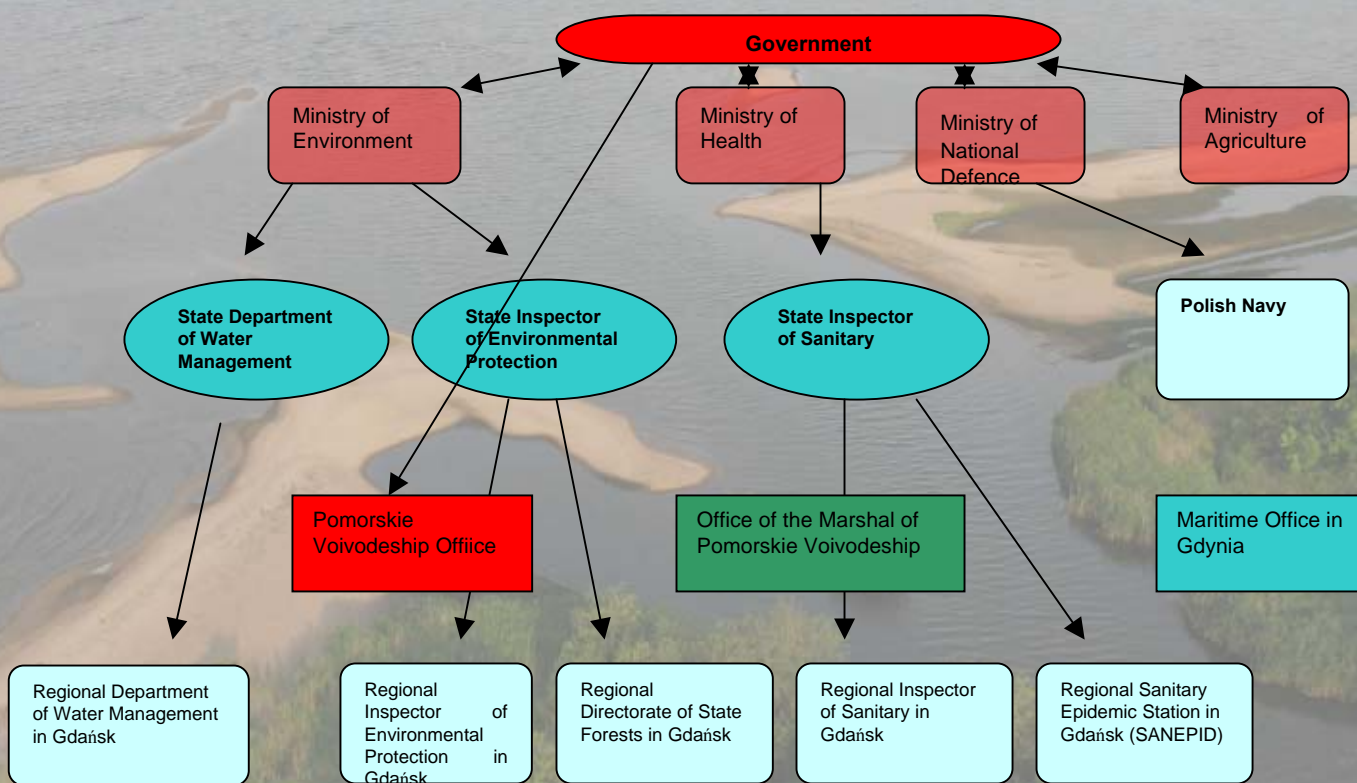 Government
Ministry of
Environment
Ministry of
Health
Ministry of
National
Defence
Ministry of
Agriculture
State Department
of Water
Management
State Inspector
of Environmental
Protection
State Inspector
of Sanitary
Polish Navy
Pomorskie
Voivodeship Offiice
Office of the Marshal of
Pomorskie Voivodeship
Maritime Office in
Gdynia
Regional Department
of Water Management
in Gdańsk
Regional
Inspector of
Environmental
Protection in
Gdańsk
Regional
Directorate of State
Forests in Gdańsk
Regional Inspector
of Sanitary in
Gdańsk
Regional Sanitary
Epidemic Station in
Gdańsk (SANEPID)